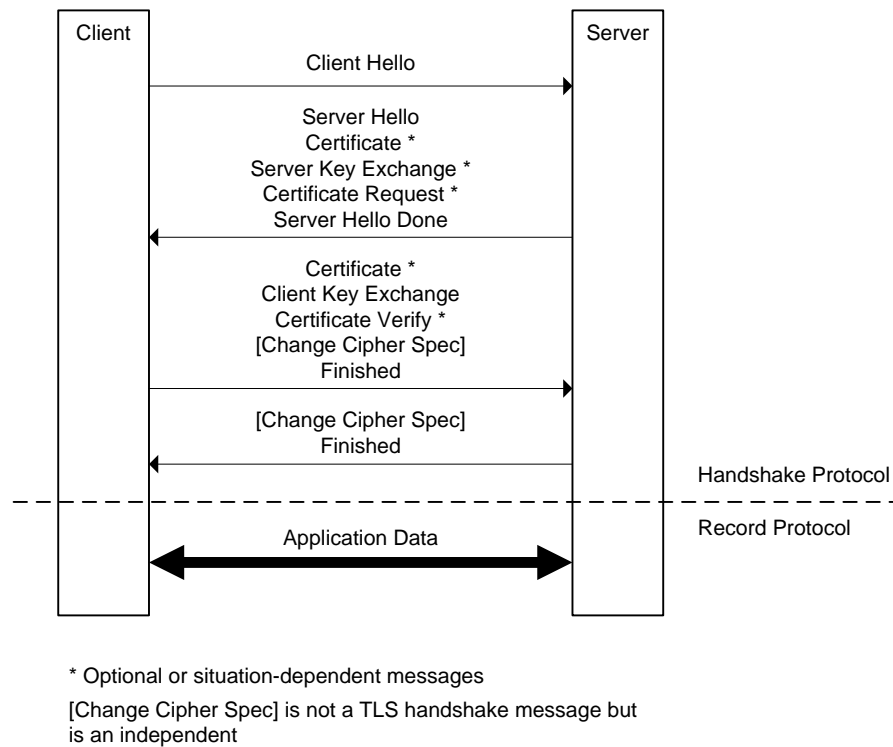 Client
Server
Client Hello
Server Hello
Certificate *
Server Key Exchange *
Certificate Request *
Server Hello Done
Certificate *
Client Key Exchange
Certificate Verify *
[Change Cipher Spec]
Finished
[Change Cipher Spec]
Finished
Handshake Protocol
Record Protocol
Application Data
* Optional or situation-dependent messages
[Change Cipher Spec] is not a TLS handshake message but
is an independent